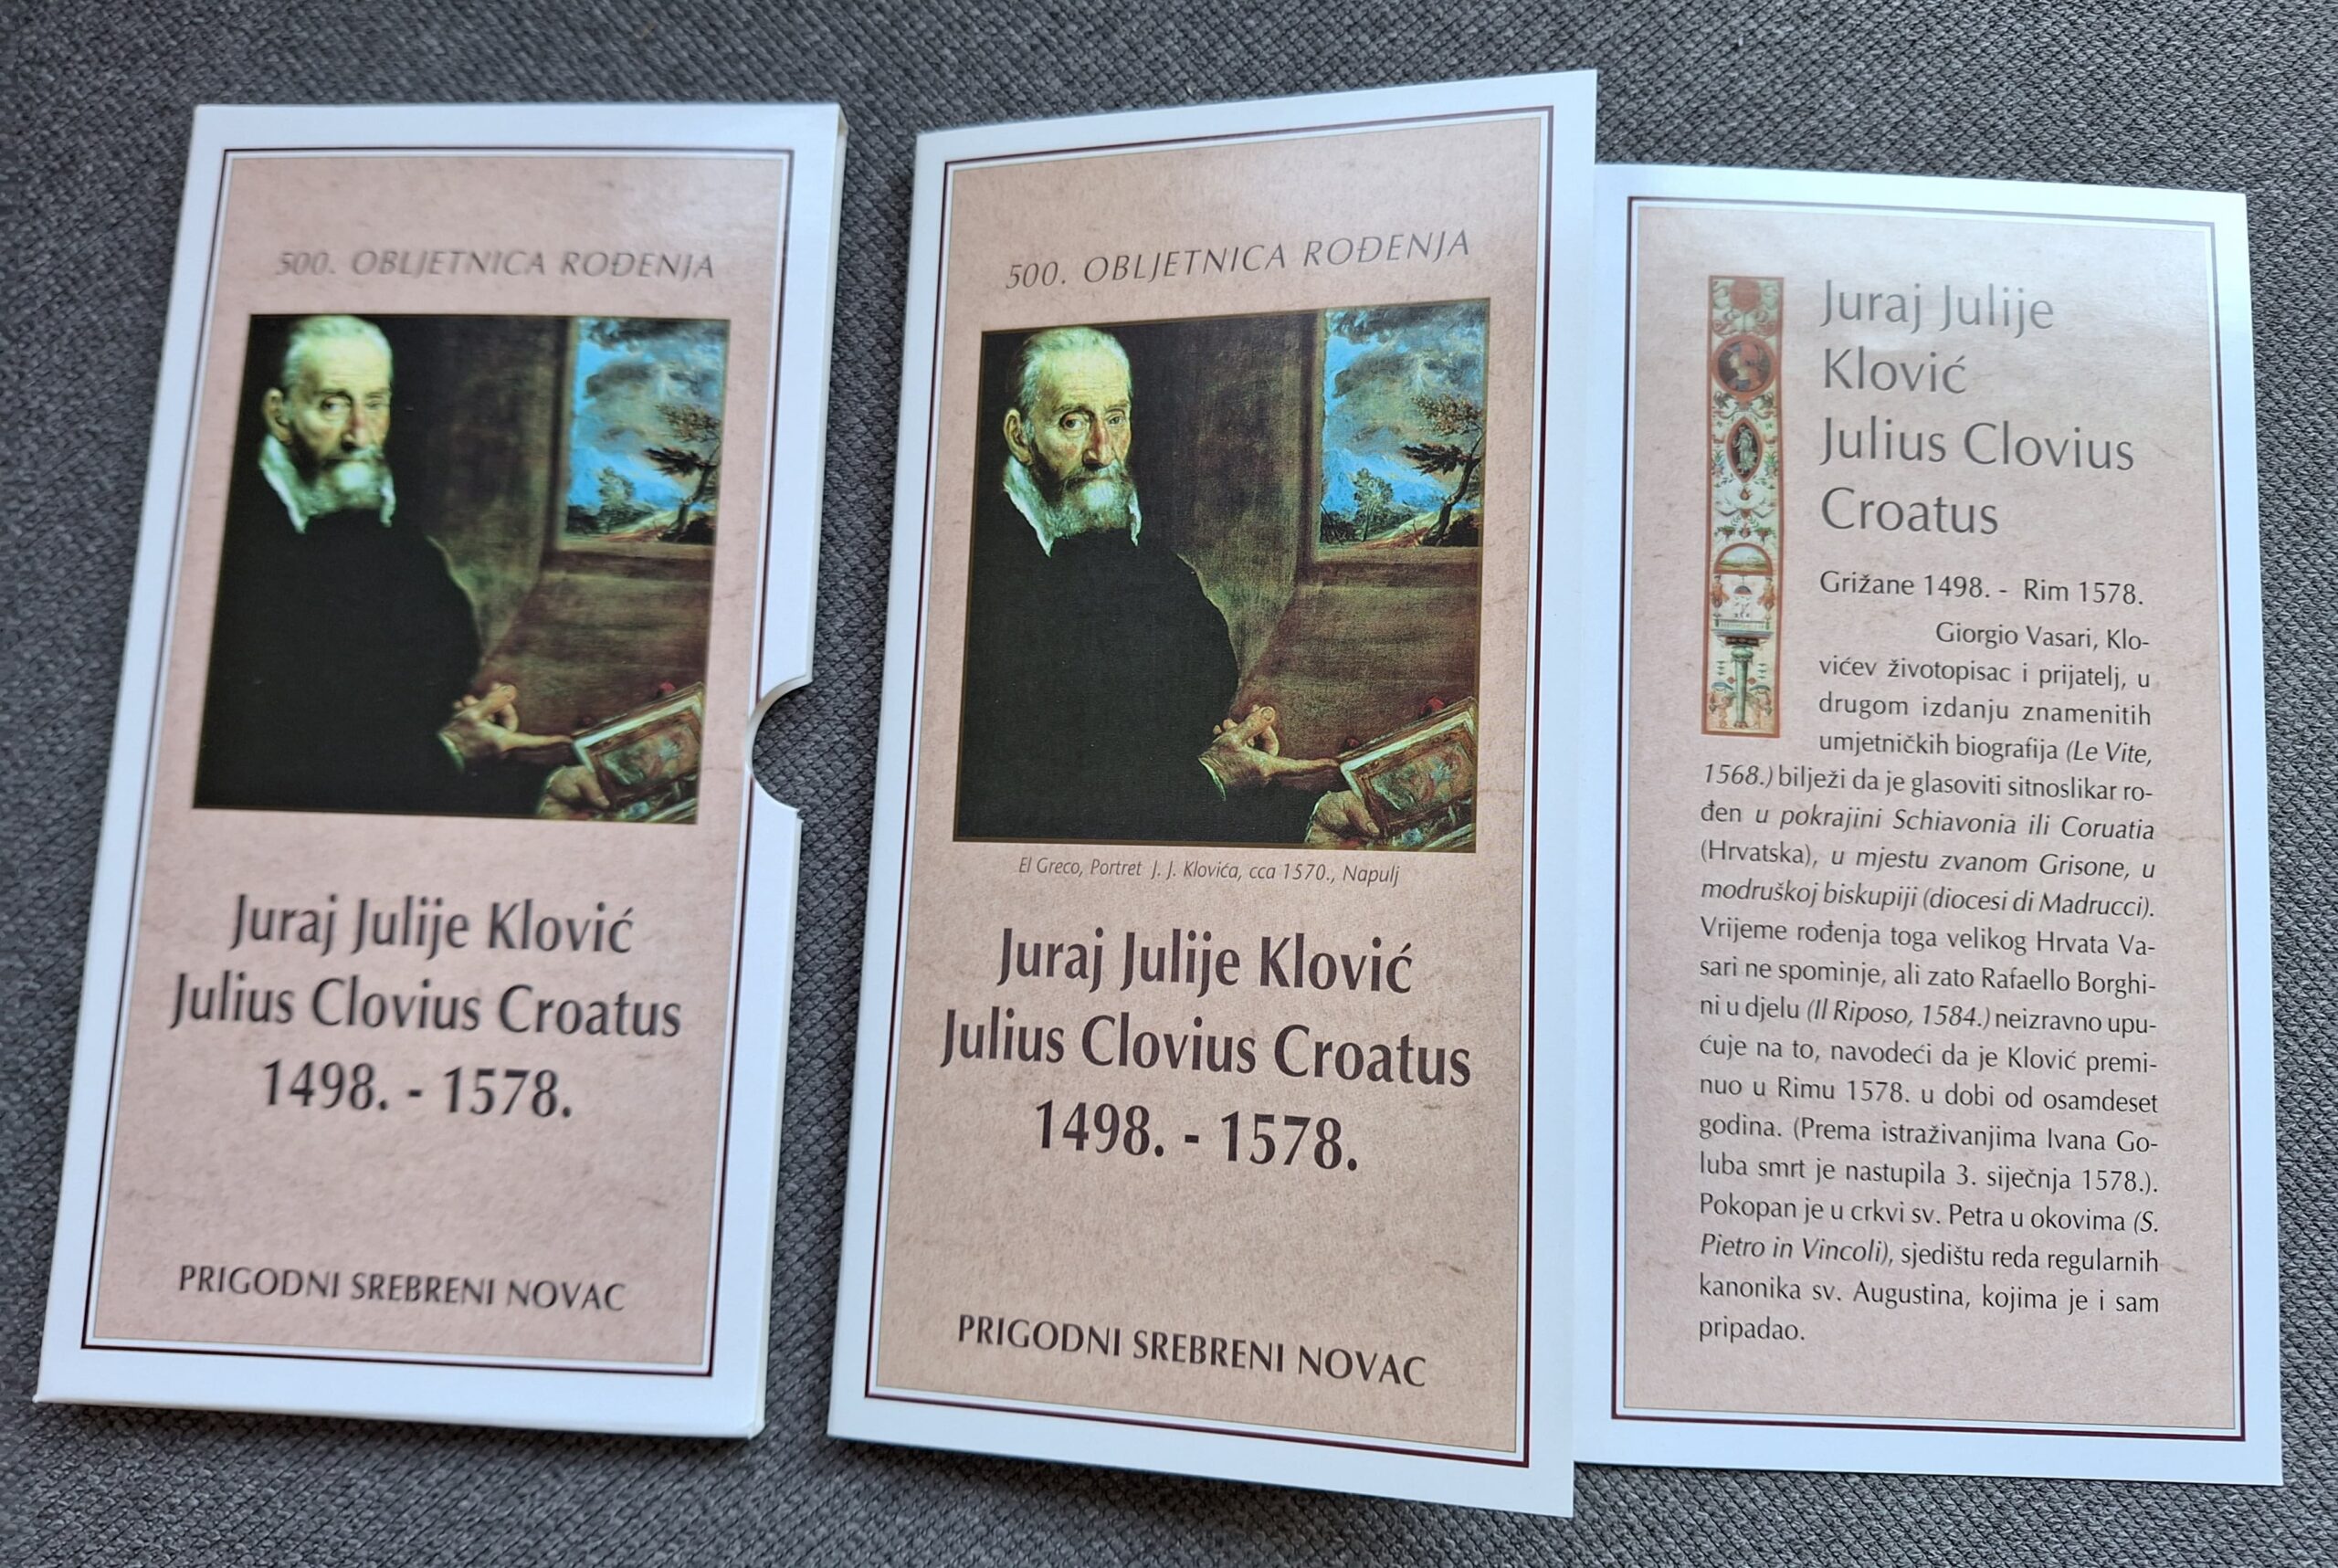 500. OBLJETNICA ROĐENJA
Juraj Julije Klović
Julius Clovius Croatus
1498. - 1578.
PRIGODNI SREBRENI NOVAC
500. OBLJETNICA ROĐENJA
El Greco, Portret J. J. Klovića, cca 1570., Napulj
Juraj Julije Klović
Julius Clovius Croatus
1498. - 1578.
PRIGODNI SREBRENI NOVAC
Juraj Julije
Klović
Julius Clovius
Croatus
Grižane 1498. - Rim 1578.
Giorgio Vasari, Klo-
vićev životopisac i prijatelj, u
drugom izdanju znamenitih
umjetničkih biografija (Le Vite,
1568.) bilježi da je glasoviti sitnoslikar ro-
đen u pokrajini Schiavonia ili Coruatia
(Hrvatska), u mjestu zvanom Grisone, u
modruškoj biskupiji (diocesi di Madrucci).
Vrijeme rođenja toga velikog Hrvata Va-
sari ne spominje, ali zato Rafaello Borghi-
ni u djelu (Il Riposo, 1584.) neizravno upu-
ćuje na to, navodeći da je Klović premi-
nuo u Rimu 1578. u dobi od osamdeset
godina. (Prema istraživanjima Ivana Go-
luba smrt je nastupila 3. siječnja 1578.).
Pokopan je u crkvi sv. Petra u okovima (S.
Pietro in Vincoli), sjedištu reda regularnih
kanonika sv. Augustina, kojima je i sam
pripadao.